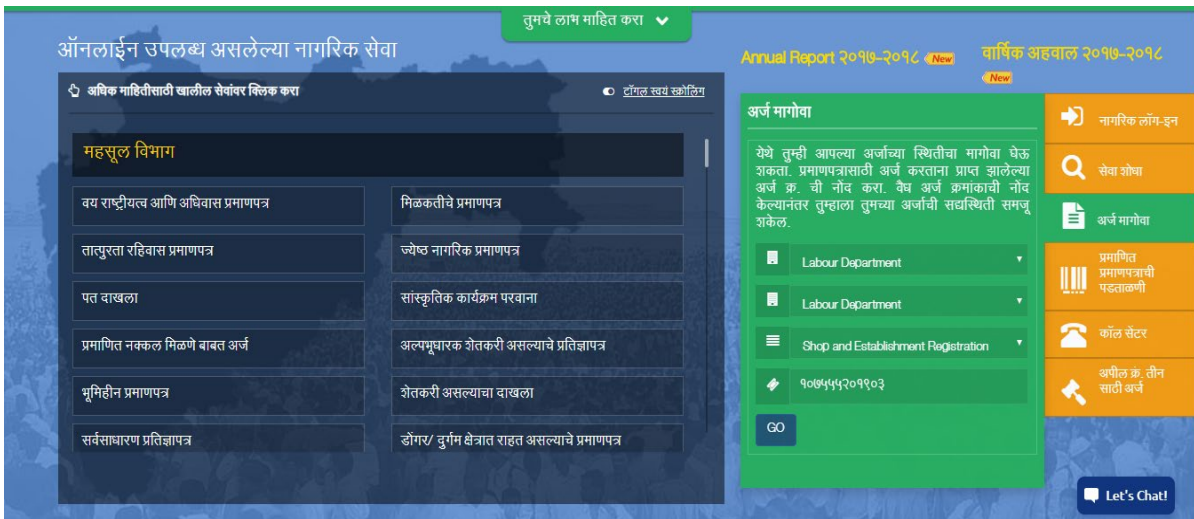 तुमचे लाभ माहित करा
ऑनलाईन उपलब्ध असलेल्या नागरिक सेवा
अधिक माहितीसाठी खालील सेवांवर क्लिक करा
टॉगल स्वयं स्क्रोलिंग
महसूल विभाग
वय राष्ट्रीयत्व आणि अधिवास प्रमाणपत्र
मिळकतीचे प्रमाणपत्र
तात्पुरता रहिवास प्रमाणपत्र
ज्येष्ठ नागरिक प्रमाणपत्र
पत दाखला
सांस्कृतिक कार्यक्रम परवाना
प्रमाणित नक्कल मिळणे बाबत अर्ज
अल्पभूधारक शेतकरी असल्याचे प्रतिज्ञापत्र
भूमिहीन प्रमाणपत्र
शेतकरी असल्याचा दाखला
सर्वसाधारण प्रतिज्ञापत्र
डोंगर/ दुर्गम क्षेत्रात राहत असल्याचे प्रमाणपत्र
Annual Report २०१७-२०१८ New
वार्षिक अहवाल २०१७-२०१८
New
अर्ज मागोवा
येथे तुम्ही आपल्या अर्जाच्या स्थितीचा मागोवा घेऊ
शकता. प्रमाणपत्रासाठी अर्ज करताना प्राप्त झालेल्या
अर्ज क्र. ची नोंद करा. वैध अर्ज क्रमांकाची नोंद
केल्यानंतर तुम्हाला तुमच्या अर्जाची सद्यस्थिती समजू
शकेल.
Labour Department
Labour Department
Shop and Establishment Registration
१०७५५५२०१९०३
GO
नागरिक लॉग-इन
सेवा शोधा
अर्ज मागोवा
प्रमाणित
प्रमाणपत्राची
पडताळणी
कॉल सेंटर
अपील क्रं. तीन
साठी अर्ज
Let's Chat!